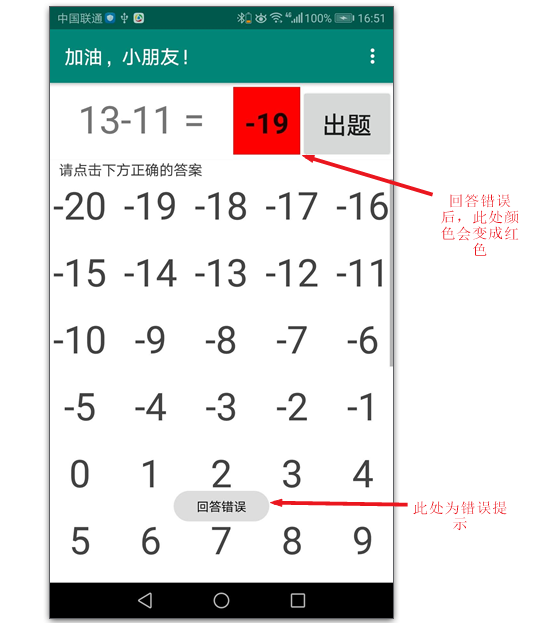 中国联通 46 100% 16:51
加油，小朋友！
13-11 = -19 出题
请点击下方正确的答案
-20 -19 -18 -17 -16
-15 -14 -13 -12 -11
-10 -9 -8 -7 -6
-5 -4 -3 -2 -1
0 1 2 3 4
回答错误
5 6 7 8 9
回答错误
后，此处颜
色会变成红
色
此处为错误提
示